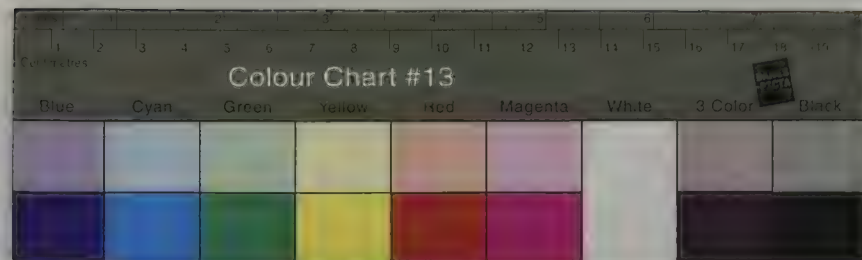 1 2 3 4 5 6
1 2 3 4 5 6 7 8 9 10 11 12 13 14 15 16 17 18 19
Centimetres
Colour Chart #13
Blue Cyan Green Yellow Red Magenta White 3 Color Black